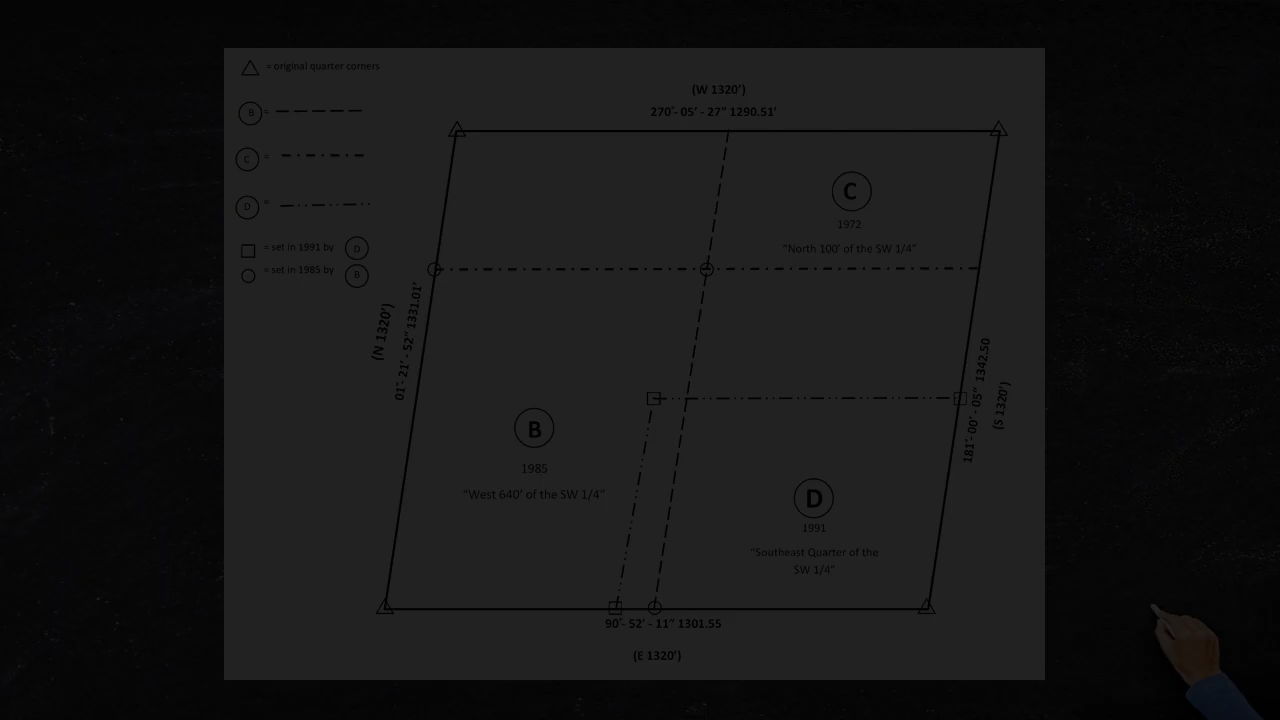 = original quarter corners
(W 1320')
270°- 05' - 27" 1290.51'
B =
C =
C
D =
1972
"North 100' of the SW 1/4"
= set in 1991 by D
= set in 1985 by B
(N 1320')
01°- 21' - 52" 1331.01'
181°- 00' - 05" 1342.50
(S 1320')
B
1985
"West 640' of the SW 1/4"
D
1991
"Southeast Quarter of the
SW 1/4"
90°- 52' - 11" 1301.55
(E 1320')